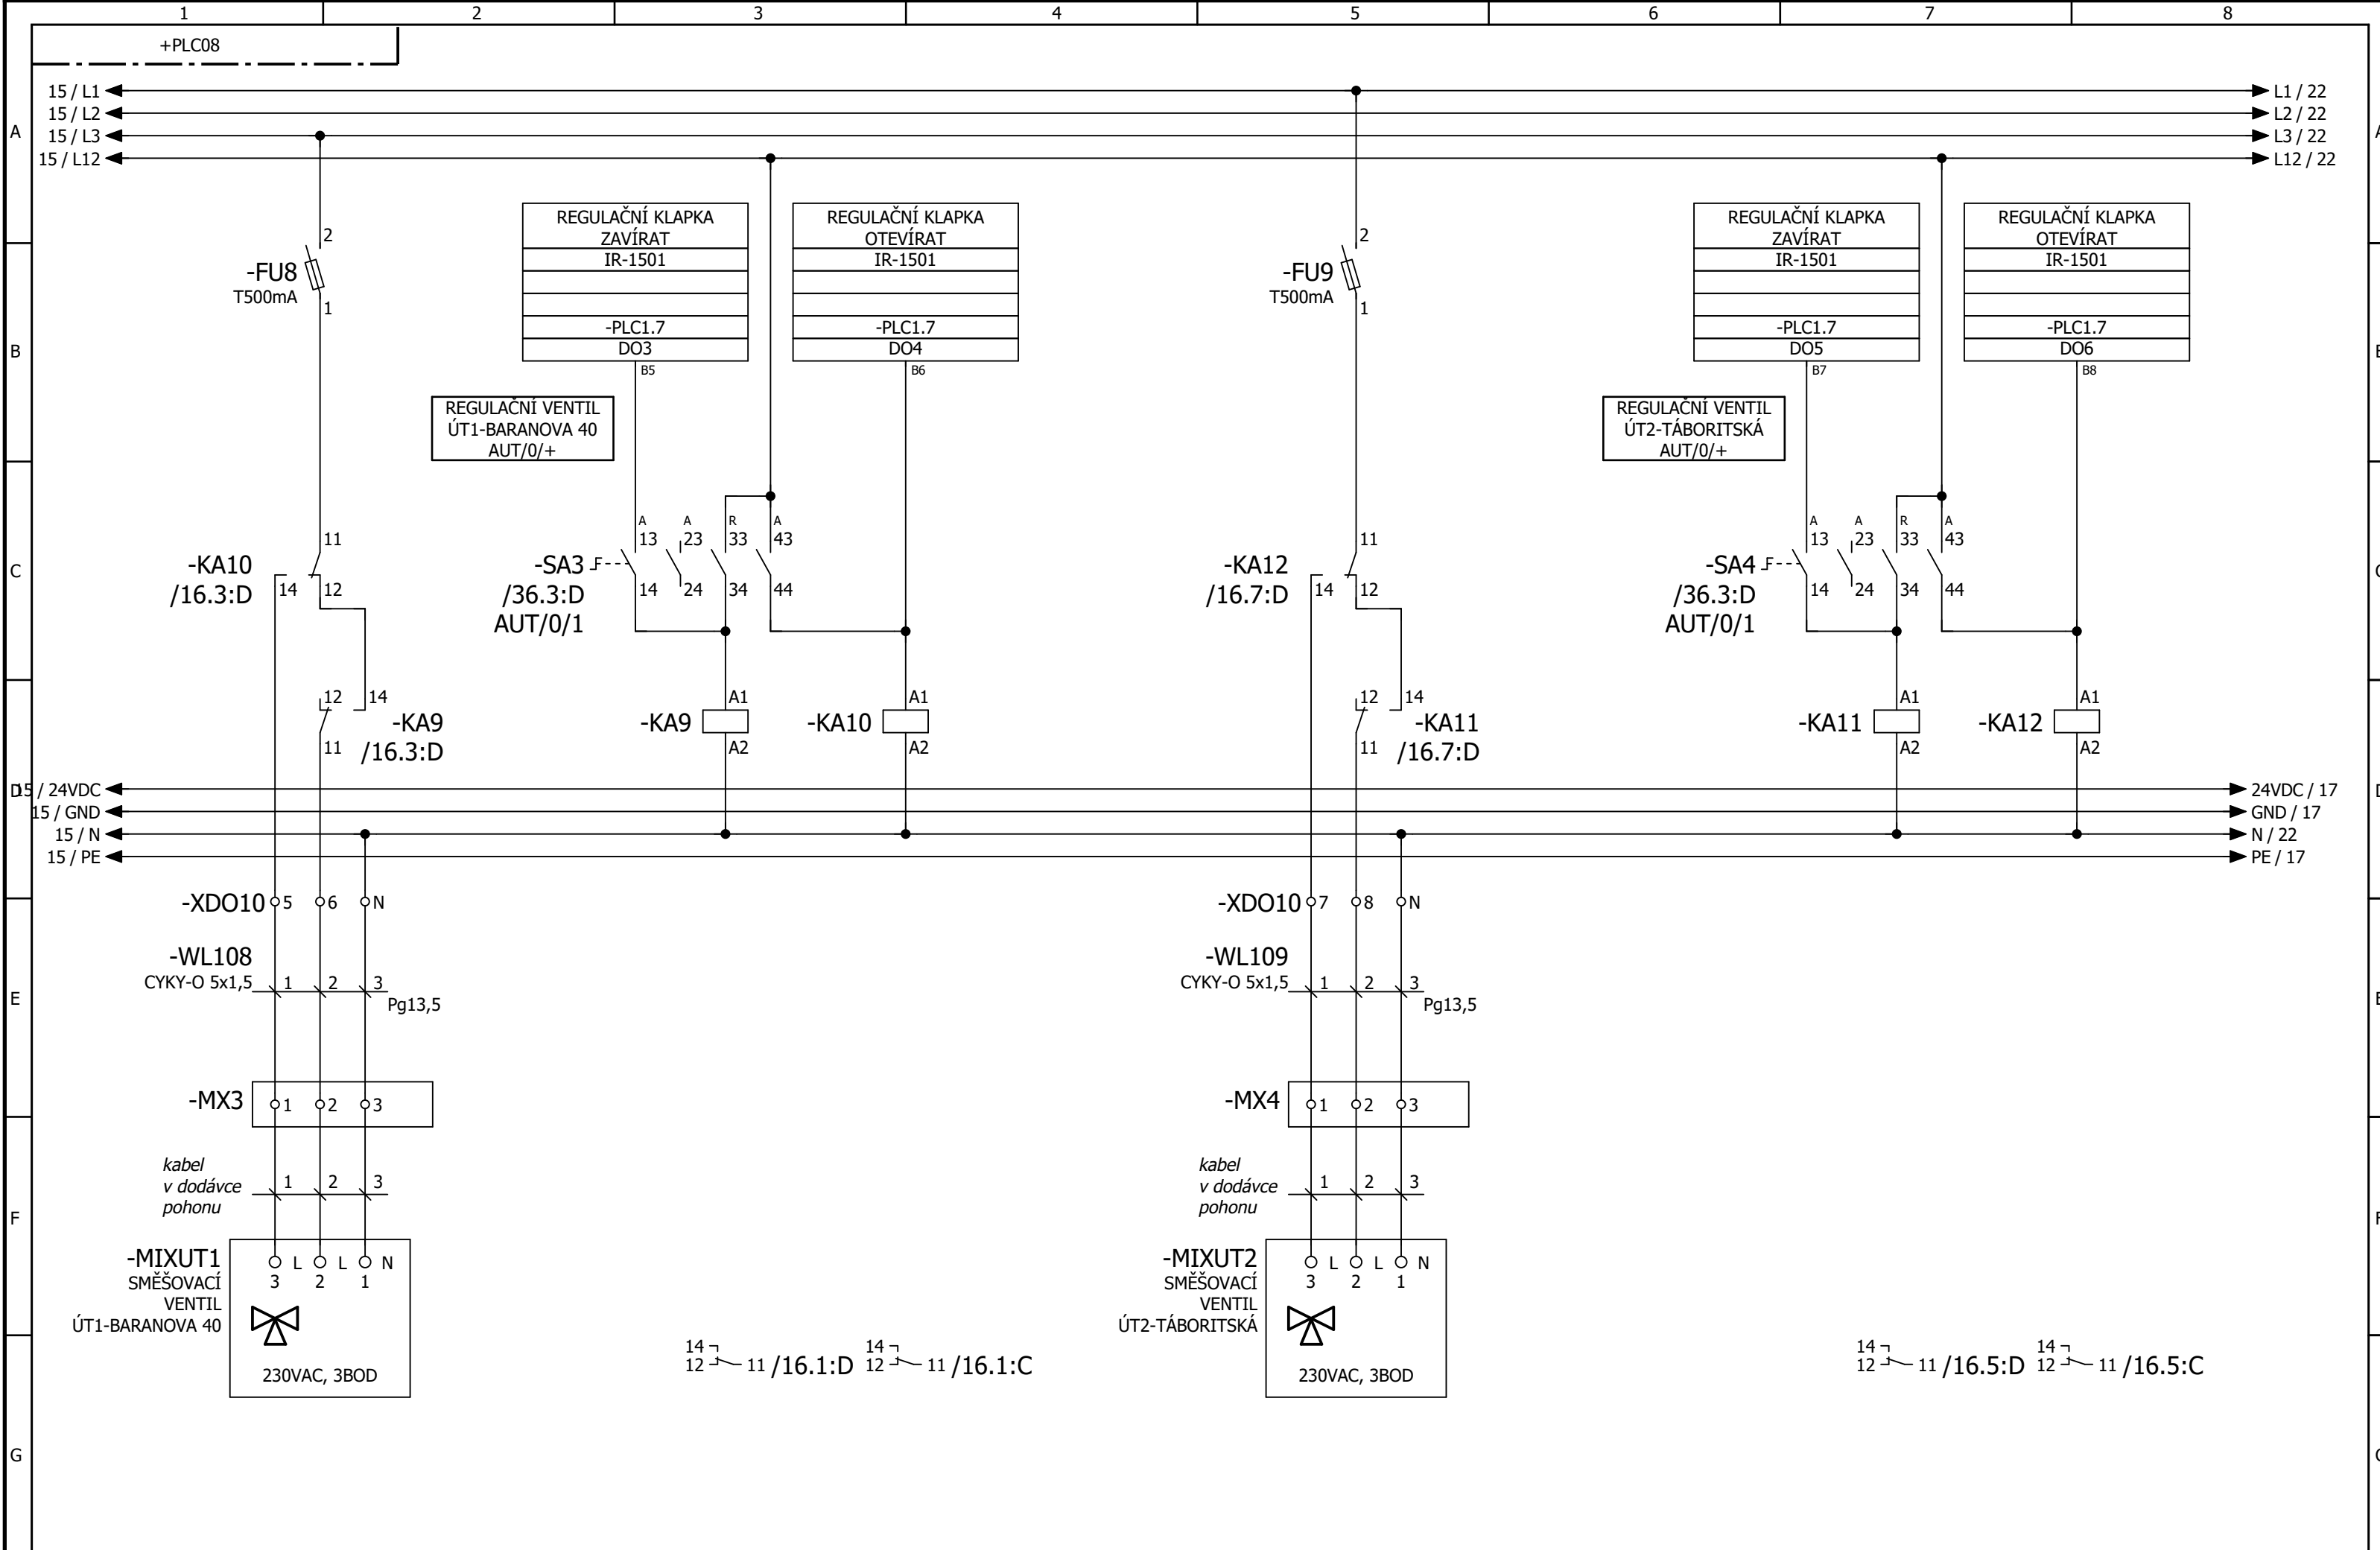 1 2 3 4 5 6 7 8
+PLC08
15 / L1
L1 / 22
15 / L2
L2 / 22
A
15 / L3
L3 / 22
15 / L12
L12 / 22
REGULAČNÍ KLAPKA
ZAVÍRAT
IR-1501
-PLC1.7
DO3
B5
REGULAČNÍ KLAPKA
OTEVÍRAT
IR-1501
-PLC1.7
DO4
B6
REGULAČNÍ KLAPKA
ZAVÍRAT
IR-1501
-PLC1.7
DO5
B7
REGULAČNÍ KLAPKA
OTEVÍRAT
IR-1501
-PLC1.7
DO6
B8
2
-FU8
T500mA
1
2
-FU9
T500mA
1
B
REGULAČNÍ VENTIL
ÚT1-BARANOVA 40
AUT/0/+
REGULAČNÍ VENTIL
ÚT2-TÁBORITSKÁ
AUT/0/+
C
11
-KA10
/16.3:D
14 12
A A R A
13 23 33 43
-SA3
/36.3:D
AUT/0/1
14 24 34 44
11
-KA12
/16.7:D
14 12
A A R A
13 23 33 43
-SA4
/36.3:D
AUT/0/1
14 24 34 44
12 14
-KA9
11 /16.3:D
A1
-KA9
A2
A1
-KA10
A2
12 14
-KA11
11 /16.7:D
A1
-KA11
A2
A1
-KA12
A2
D
15 / 24VDC
24VDC / 17
15 / GND
GND / 17
15 / N
N / 22
15 / PE
PE / 17
-XDO10 5 6 N
-XDO10 7 8 N
-WL108
CYKY-O 5x1,5 1 2 3
Pg13,5
-WL109
CYKY-O 5x1,5 1 2 3
Pg13,5
E
-MX3 1 2 3
-MX4 1 2 3
kabel
v dodávce
pohonu
1 2 3
kabel
v dodávce
pohonu
1 2 3
F
-MIXUT1
SMĚŠOVACÍ
VENTIL
ÚT1-BARANOVA 40
L L N
3 2 1
230VAC, 3BOD
14
12 11 /16.1:D
14
12 11 /16.1:C
-MIXUT2
SMĚŠOVACÍ
VENTIL
ÚT2-TÁBORITSKÁ
L L N
3 2 1
230VAC, 3BOD
14
12 11 /16.5:D
14
12 11 /16.5:C
G